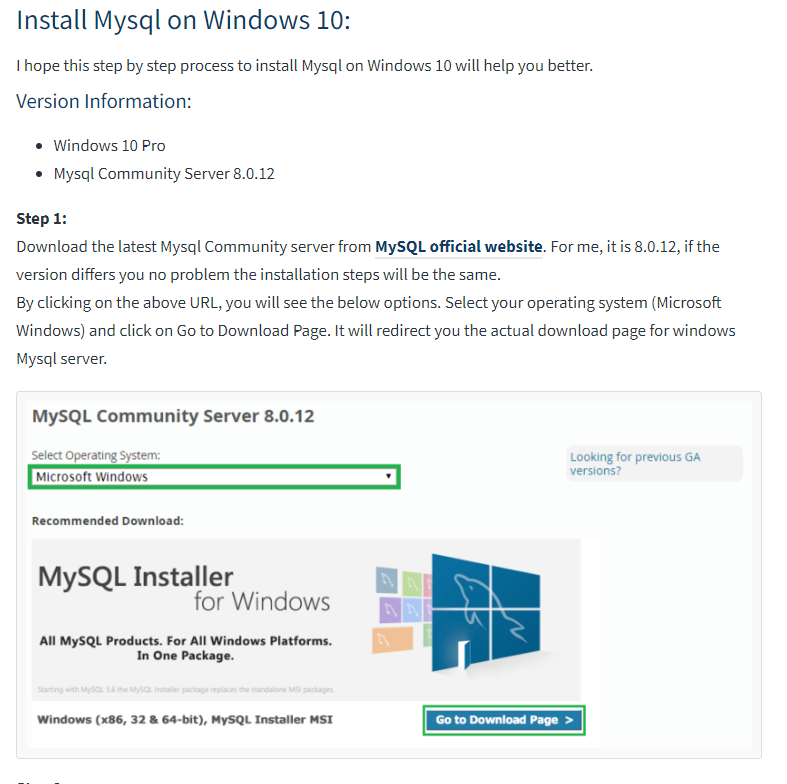 Install Mysql on Windows 10:
I hope this step by step process to install Mysql on Windows 10 will help you better.
Version Information:
Windows 10 Pro
Mysql Community Server 8.0.12
Step 1:
Download the latest Mysql Community server from MySQL official website. For me, it is 8.0.12, if the
version differs you no problem the installation steps will be the same.
By clicking on the above URL, you will see the below options. Select your operating system (Microsoft
Windows) and click on Go to Download Page. It will redirect you the actual download page for windows
Mysql server.
MySQL Community Server 8.0.12
Select Operating System:
Microsoft Windows
Looking for previous GA
versions?
Recommended Download:
MySQL Installer
for Windows
All MySQL Products. For All Windows Platforms.
In One Package.
Starting with MySQL 5.6 the MySQL Installer package replaces the standalone MSI packages.
Windows (x86, 32 & 64-bit), MySQL Installer MSI
Go to Download Page >